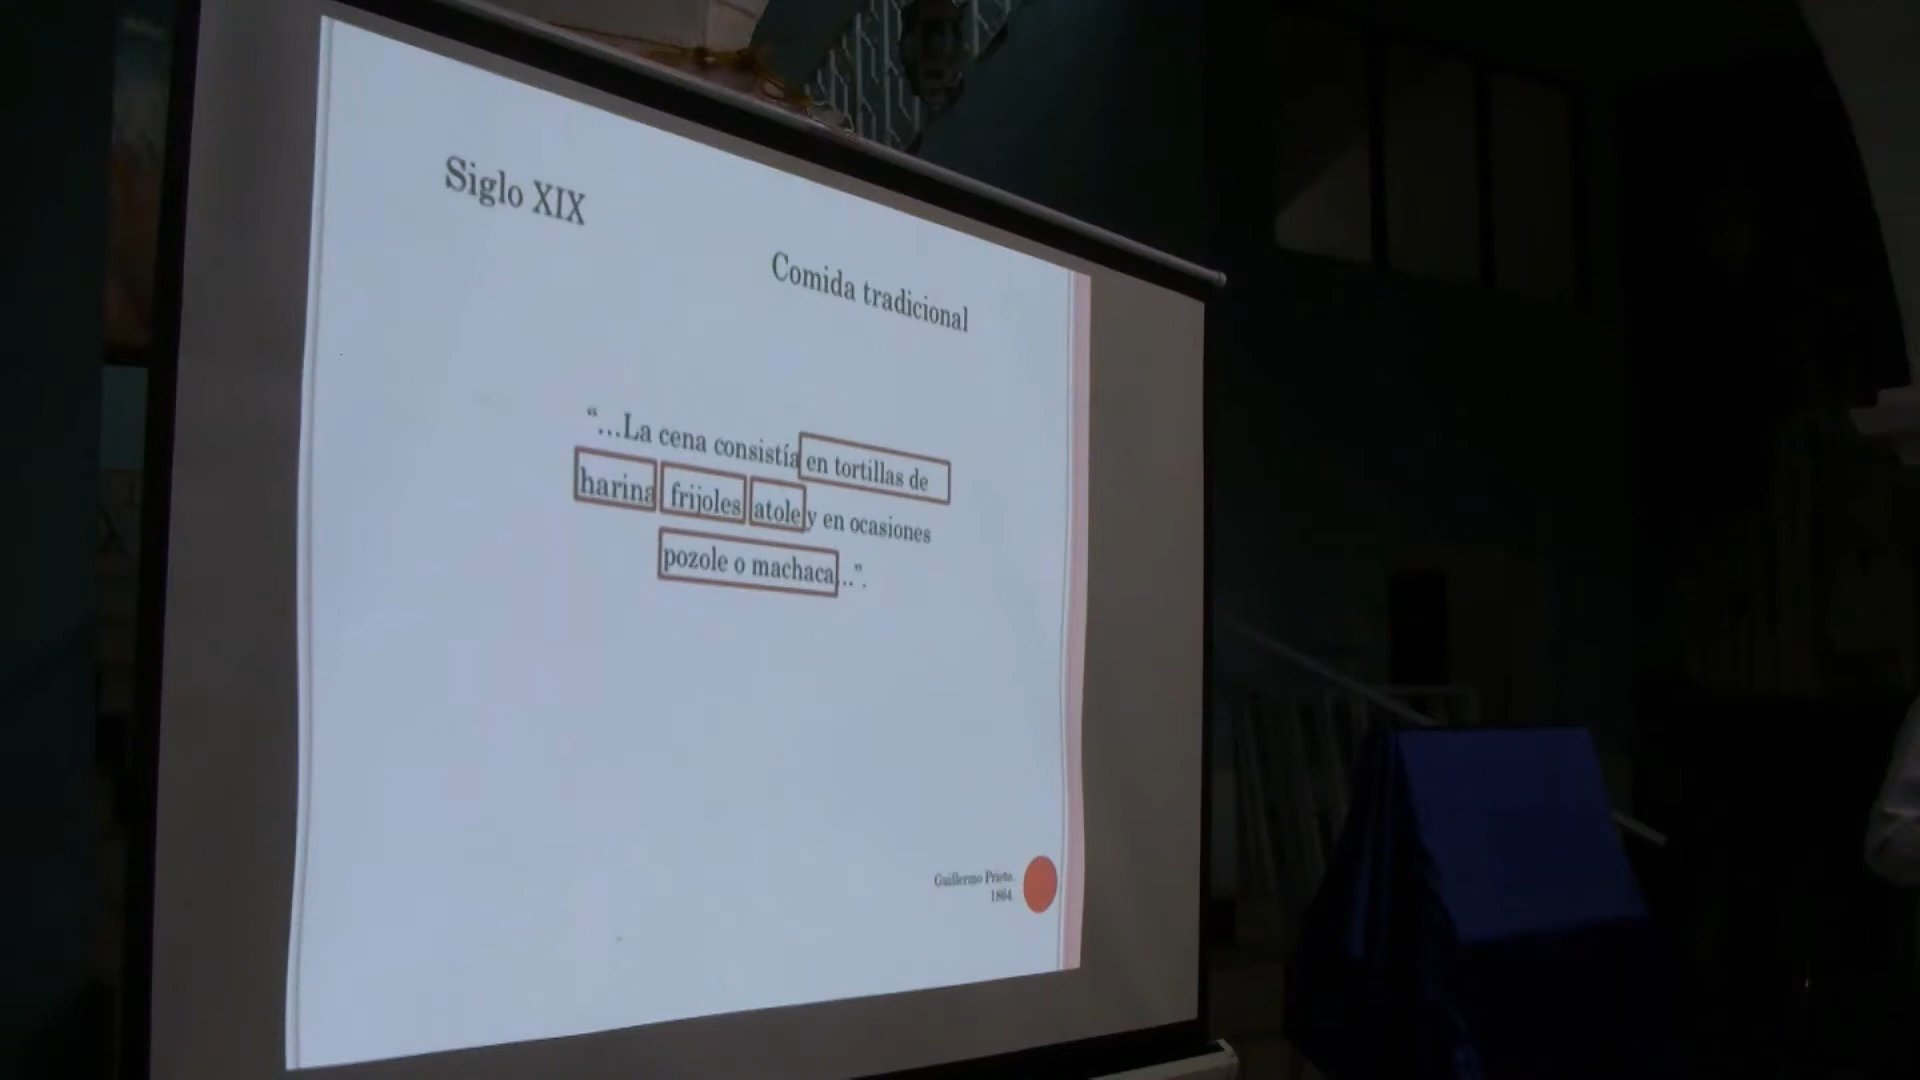 Siglo XIX
Comida tradicional
“...La cena consistía en tortillas de
harina frijoles atole y en ocasiones
pozole o machaca...”.
Guillermo Prieto.
1864.